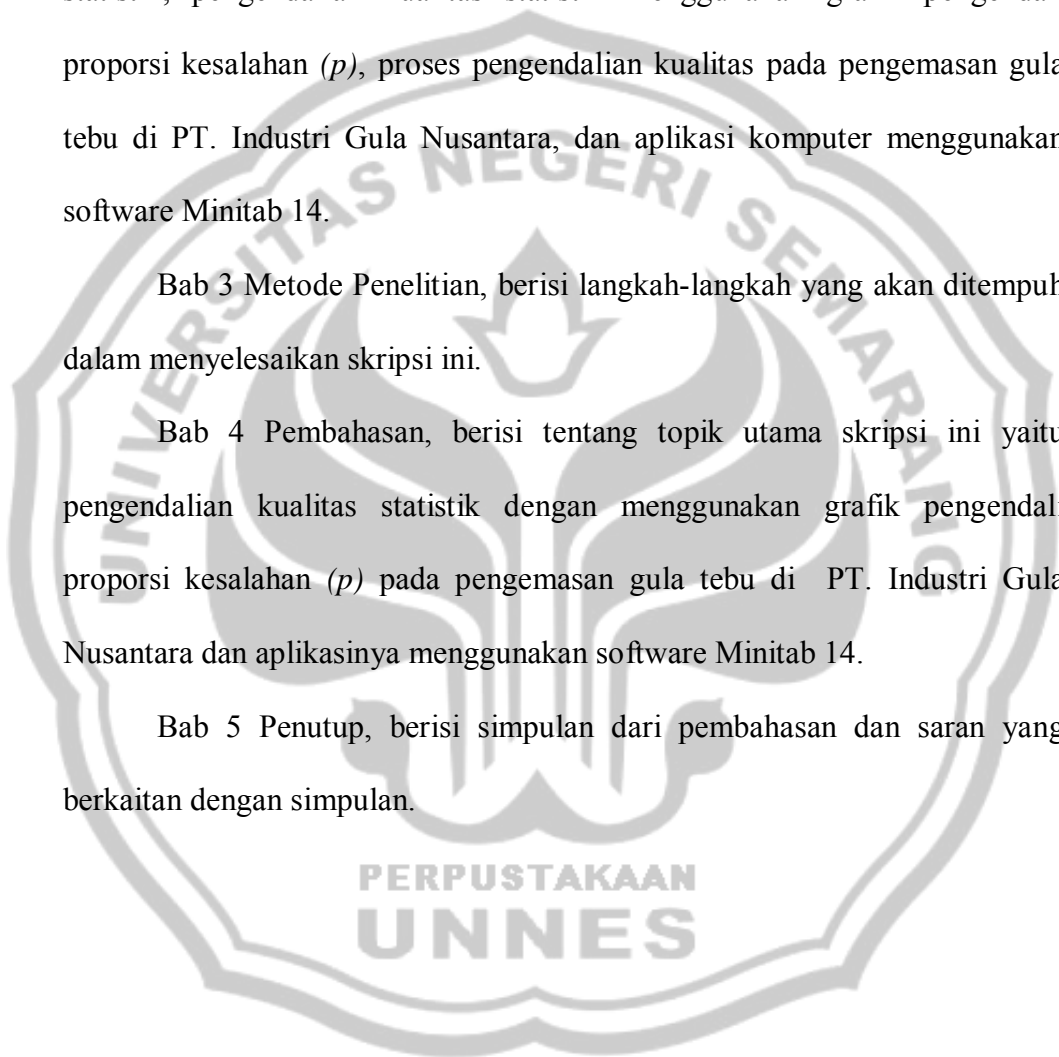 proporsi kesalahan (p), proses pengendalian kualitas pada pengemasan gula
tebu di PT. Industri Gula Nusantara, dan aplikasi komputer menggunakan
software Minitab 14.
Bab 3 Metode Penelitian, berisi langkah-langkah yang akan ditempuh
dalam menyelesaikan skripsi ini.
Bab 4 Pembahasan, berisi tentang topik utama skripsi ini yaitu
pengendalian kualitas statistik dengan menggunakan grafik pengendali
proporsi kesalahan (p) pada pengemasan gula tebu di PT. Industri Gula
Nusantara dan aplikasinya menggunakan software Minitab 14.
Bab 5 Penutup, berisi simpulan dari pembahasan dan saran yang
berkaitan dengan simpulan.
UNIVERSITAS NEGERI SEMARANG
PERPUSTAKAAN
UNNES